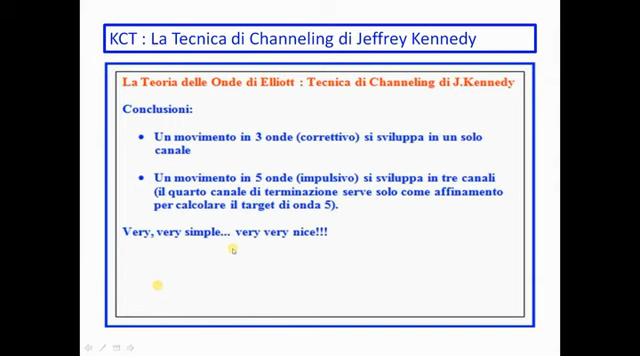 KCT : La Tecnica di Channeling di Jeffrey Kennedy
La Teoria delle Onde di Elliott : Tecnica di Channeling di J.Kennedy
Conclusioni:
• Un movimento in 3 onde (correttivo) si sviluppa in un solo
canale
• Un movimento in 5 onde (impulsivo) si sviluppa in tre canali
(il quarto canale di terminazione serve solo come affinamento
per calcolare il target di onda 5).
Very, very simple... very very nice!!!